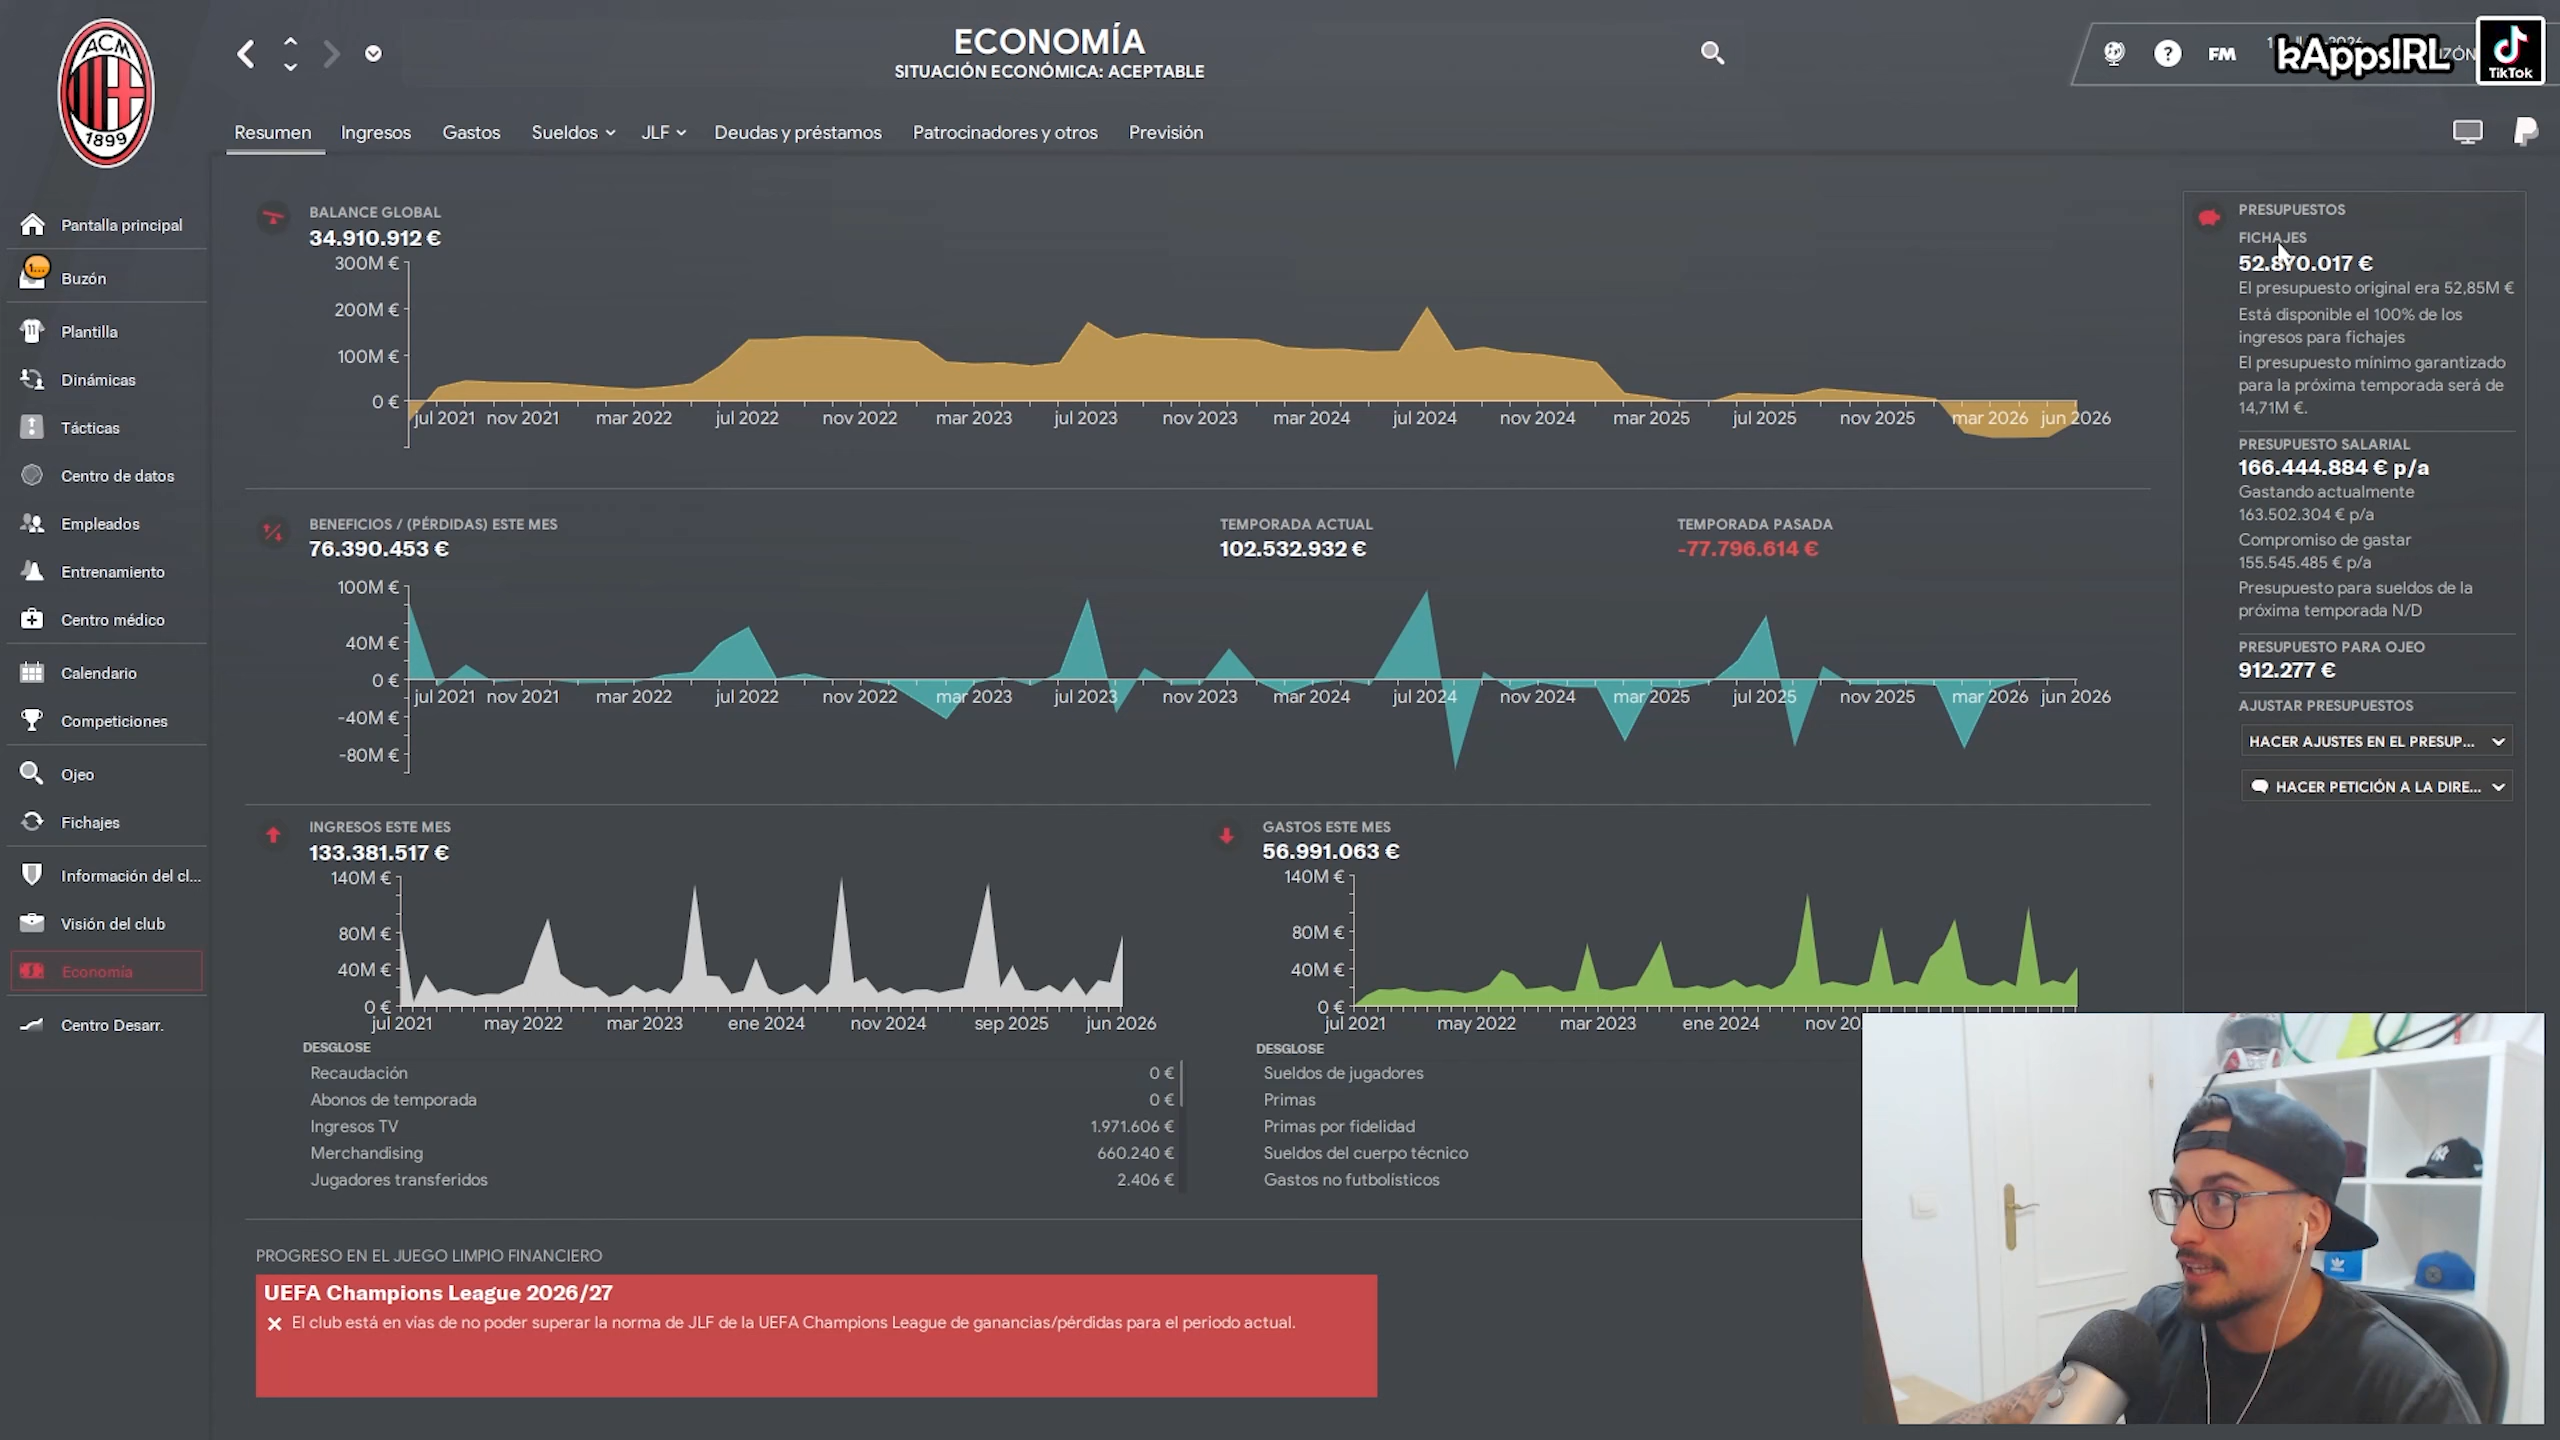 ACM
1899
ECONOMÍA
SITUACIÓN ECONÓMICA: ACEPTABLE
FM
kAppsIRL
TikTok
Resumen
Ingresos
Gastos
Sueldos
JLF
Deudas y préstamos
Patrocinadores y otros
Previsión
1...
Pantalla principal
Buzón
11
Plantilla
Dinámicas
Tácticas
Centro de datos
Empleados
Entrenamiento
Centro médico
Calendario
Competiciones
Ojeo
Fichajes
Información del cl...
Visión del club
Economía
Centro Desarr.
BALANCE GLOBAL
34.910.912 €
300M €
200M €
100M €
0 €
jul 2021 nov 2021 mar 2022 jul 2022 nov 2022 mar 2023 jul 2023 nov 2023 mar 2024 jul 2024 nov 2024 mar 2025 jul 2025 nov 2025 mar 2026 jun 2026
BENEFICIOS / (PÉRDIDAS) ESTE MES
76.390.453 €
TEMPORADA ACTUAL
102.532.932 €
TEMPORADA PASADA
-77.796.614 €
100M €
40M €
0 €
-40M €
-80M €
jul 2021 nov 2021 mar 2022 jul 2022 nov 2022 mar 2023 jul 2023 nov 2023 mar 2024 jul 2024 nov 2024 mar 2025 jul 2025 nov 2025 mar 2026 jun 2026
INGRESOS ESTE MES
133.381.517 €
140M €
80M €
40M €
0 €
jul 2021 may 2022 mar 2023 ene 2024 nov 2024 sep 2025 jun 2026
DESGLOSE
Recaudación 0 €
Abonos de temporada 0 €
Ingresos TV 1.971.606 €
Merchandising 660.240 €
Jugadores transferidos 2.406 €
GASTOS ESTE MES
56.991.063 €
140M €
80M €
40M €
0 €
jul 2021 may 2022 mar 2023 ene 2024 nov 20
DESGLOSE
Sueldos de jugadores
Primas
Primas por fidelidad
Sueldos del cuerpo técnico
Gastos no futbolísticos
PROGRESO EN EL JUEGO LIMPIO FINANCIERO
UEFA Champions League 2026/27
El club está en vías de no poder superar la norma de JLF de la UEFA Champions League de ganancias/pérdidas para el periodo actual.
PRESUPUESTOS
FICHAJES
52.870.017 €
El presupuesto original era 52,85M €
Está disponible el 100% de los
ingresos para fichajes
El presupuesto mínimo garantizado
para la próxima temporada será de
14,71M €.
PRESUPUESTO SALARIAL
166.444.884 € p/a
Gastando actualmente
163.502.304 € p/a
Compromiso de gastar
155.545.485 € p/a
Presupuesto para sueldos de la
próxima temporada N/D
PRESUPUESTO PARA OJEO
912.277 €
AJUSTAR PRESUPUESTOS
HACER AJUSTES EN EL PRESUP...
HACER PETICIÓN A LA DIRE...